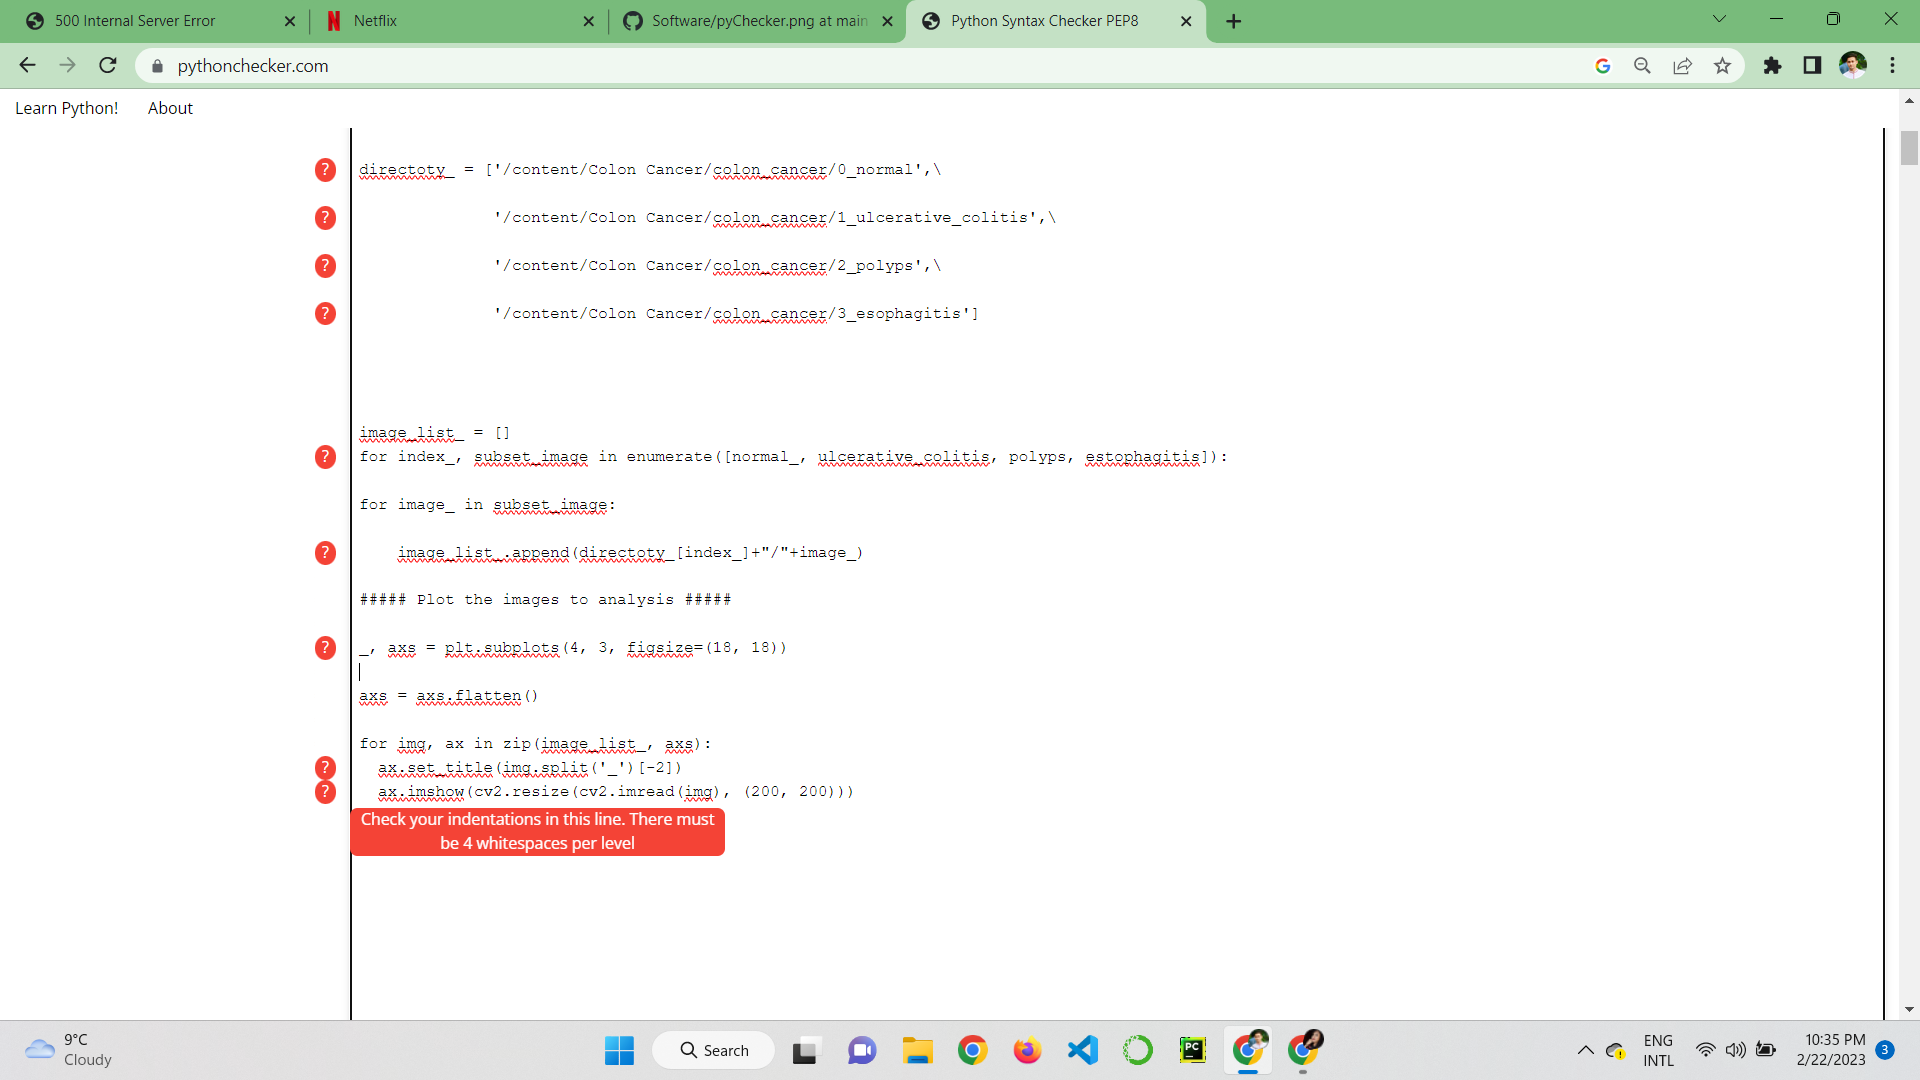 500 Internal Server Error
Netflix
Software/pyChecker.png at main
Python Syntax Checker PEP8
pythonchecker.com
Learn Python! About
? directoty_ = ['/content/Colon Cancer/colon_cancer/0_normal',\
? '/content/Colon Cancer/colon_cancer/1_ulcerative_colitis',\
? '/content/Colon Cancer/colon_cancer/2_polyps',\
? '/content/Colon Cancer/colon_cancer/3_esophagitis']
image_list_ = []
? for index_, subset_image in enumerate([normal_, ulcerative_colitis, polyps, estophagitis]):
for image_ in subset_image:
? image_list_.append(directoty_[index_]+"/"+image_)
##### Plot the images to analysis #####
? _, axs = plt.subplots(4, 3, figsize=(18, 18))
axs = axs.flatten()
for img, ax in zip(image_list_, axs):
? ax.set_title(img.split('_')[-2])
? ax.imshow(cv2.resize(cv2.imread(img), (200, 200)))
Check your indentations in this line. There must
be 4 whitespaces per level
9°C
Cloudy
Search
PC
ENG
INTL
10:35 PM
2/22/2023
3